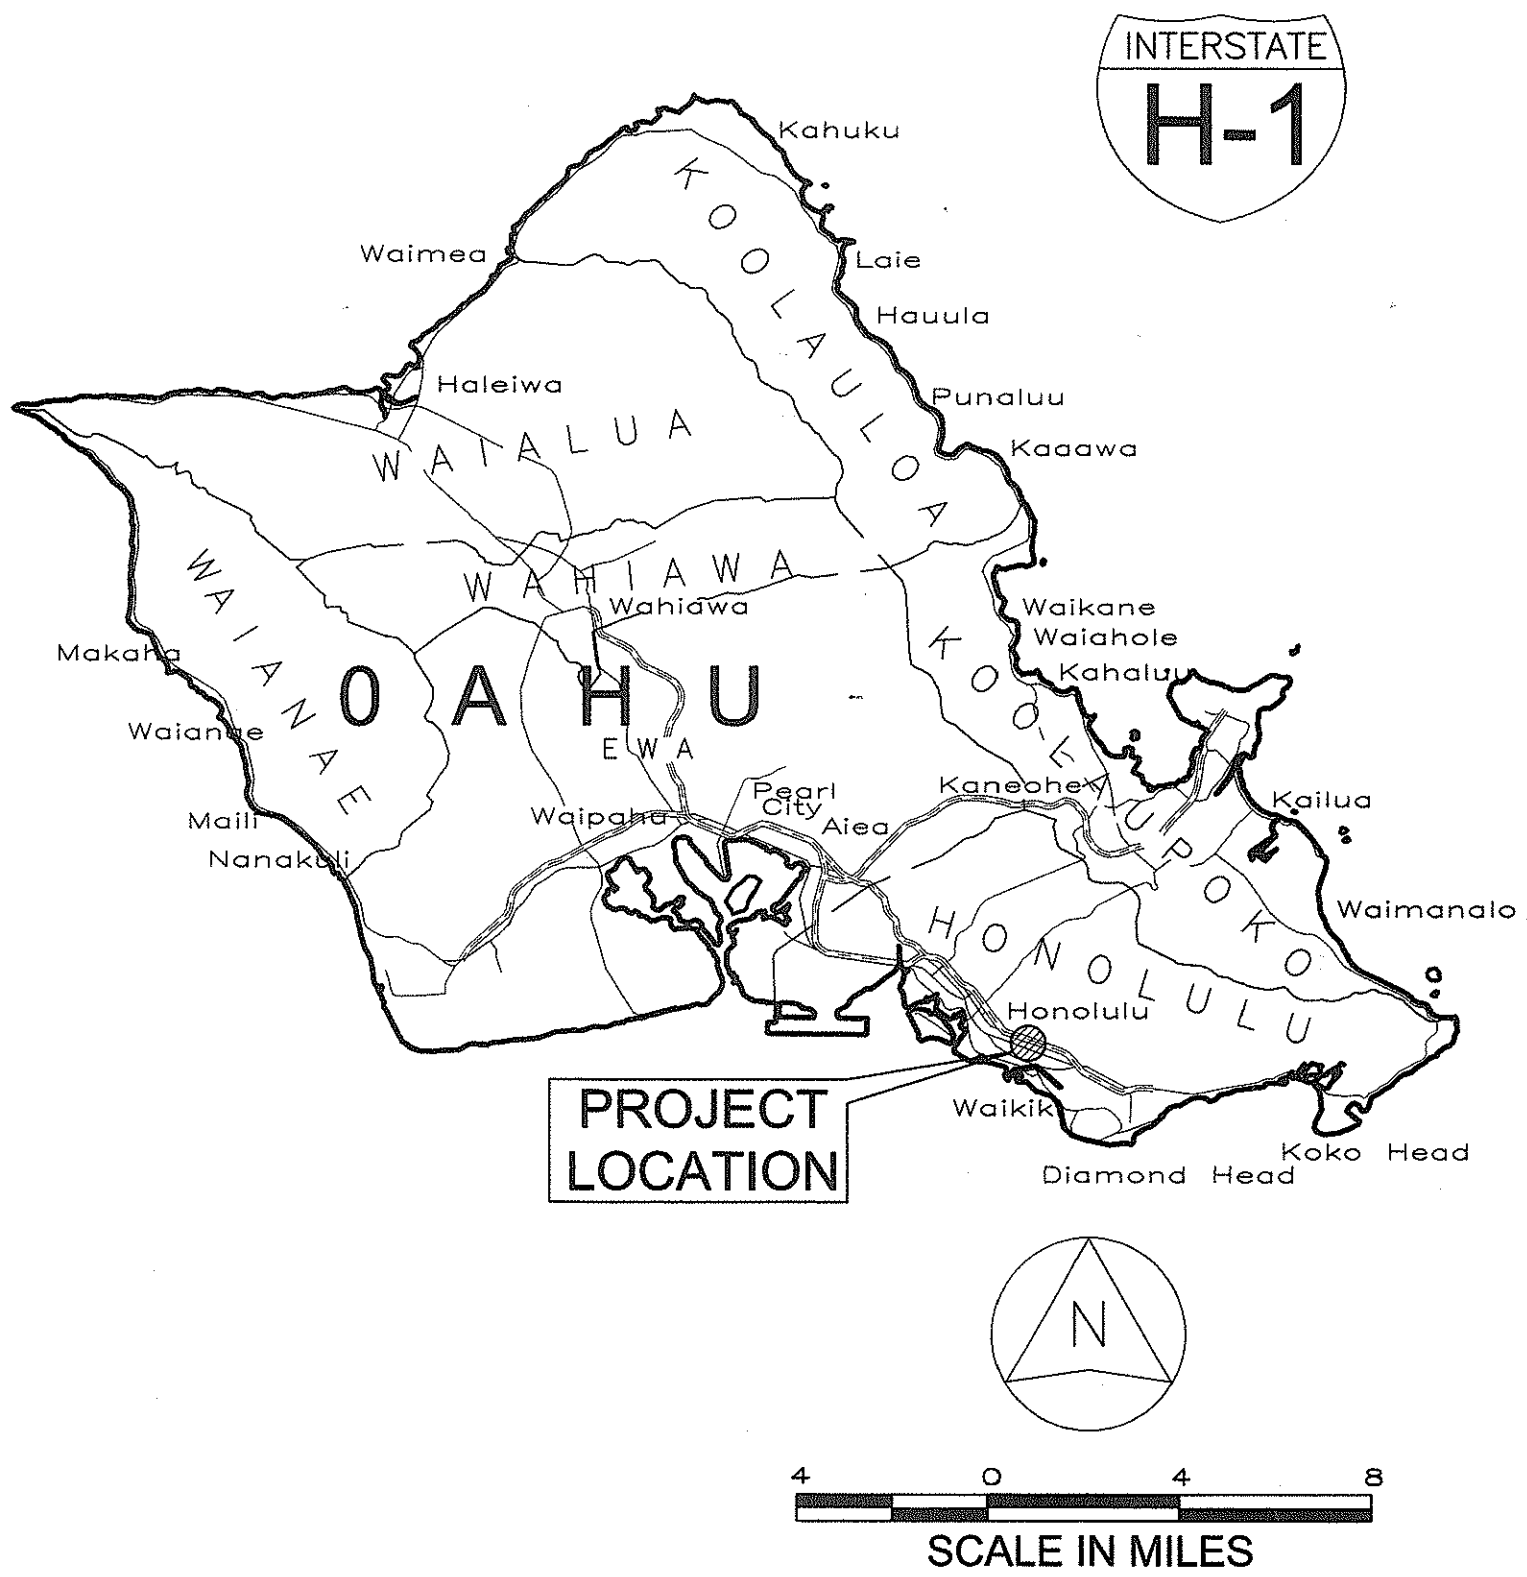 INTERSTATE
H-1
Kahuku
KOOLAULOA
Waimea
Laie
Hauula
Haleiwa
Punaluu
WAIALUA
Kaaawa
WAIANAE
WAHIAWA
Wahiawa
Waikane
Waiahole
Makaha
Kahaluu
KOOLAUPOKO
0 A H U
Waianae
EWA
Kaneohe
Pearl
City
Kailua
Maili
Waipahu
Aiea
Nanakuli
Waimanalo
HONOLULU
Honolulu
PROJECT
LOCATION
Waikiki
Koko Head
Diamond Head
N
4 0 4 8
SCALE IN MILES